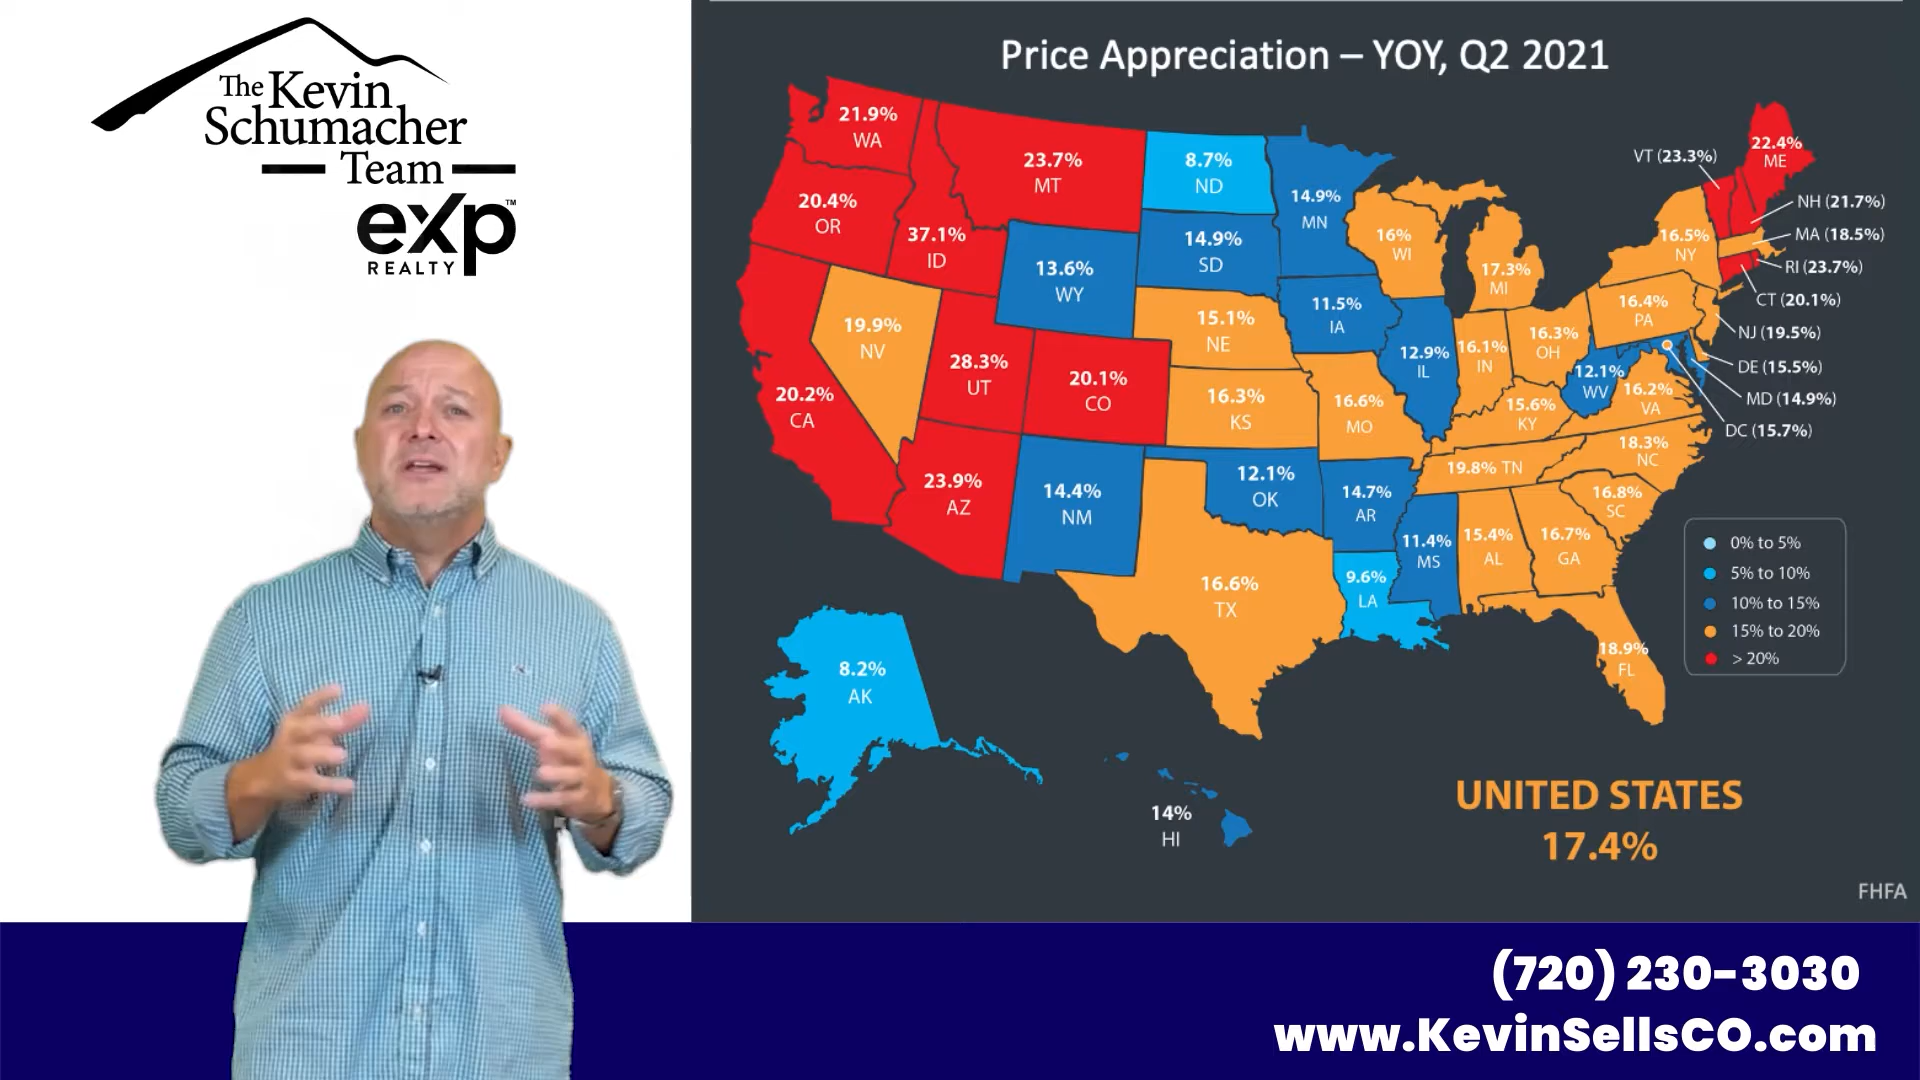 The Kevin
Schumacher
Team
eXp™
REALTY
Price Appreciation – YOY, Q2 2021
21.9%
WA
20.4%
OR
37.1%
ID
23.7%
MT
8.7%
ND
14.9%
MN
14.9%
SD
13.6%
WY
16%
WI
17.3%
MI
16.5%
NY
VT (23.3%)
22.4%
ME
NH (21.7%)
MA (18.5%)
RI (23.7%)
CT (20.1%)
NJ (19.5%)
DE (15.5%)
MD (14.9%)
DC (15.7%)
19.9%
NV
20.2%
CA
28.3%
UT
20.1%
CO
15.1%
NE
11.5%
IA
12.9%
IL
16.1%
IN
16.3%
OH
16.4%
PA
12.1%
WV
16.2%
VA
16.3%
KS
16.6%
MO
15.6%
KY
18.3%
NC
19.8% TN
23.9%
AZ
14.4%
NM
12.1%
OK
14.7%
AR
16.8%
SC
11.4%
MS
15.4%
AL
16.7%
GA
16.6%
TX
9.6%
LA
18.9%
FL
8.2%
AK
14%
HI
0% to 5%
5% to 10%
10% to 15%
15% to 20%
> 20%
UNITED STATES
17.4%
FHFA
(720) 230-3030
www.KevinSellsCO.com